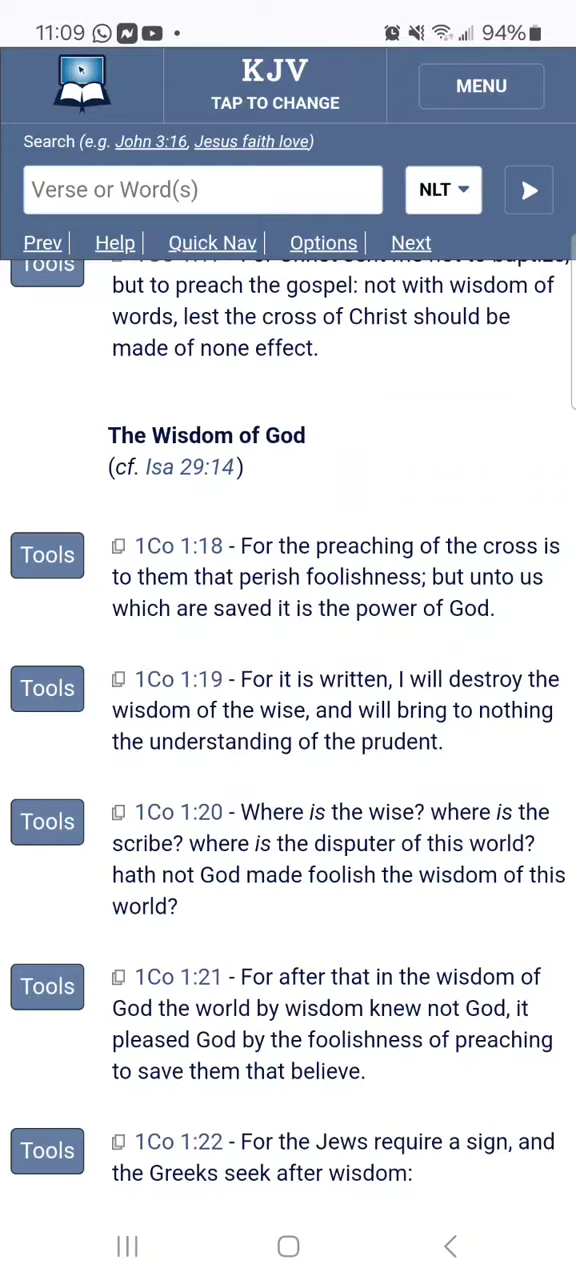 11:09 94%
KJV
TAP TO CHANGE
MENU
Search (e.g. John 3:16, Jesus faith love)
Verse or Word(s)
NLT
Prev Help Quick Nav Options Next
Tools
but to preach the gospel: not with wisdom of
words, lest the cross of Christ should be
made of none effect.
The Wisdom of God
(cf. Isa 29:14)
Tools
1Co 1:18 - For the preaching of the cross is
to them that perish foolishness; but unto us
which are saved it is the power of God.
Tools
1Co 1:19 - For it is written, I will destroy the
wisdom of the wise, and will bring to nothing
the understanding of the prudent.
Tools
1Co 1:20 - Where is the wise? where is the
scribe? where is the disputer of this world?
hath not God made foolish the wisdom of this
world?
Tools
1Co 1:21 - For after that in the wisdom of
God the world by wisdom knew not God, it
pleased God by the foolishness of preaching
to save them that believe.
Tools
1Co 1:22 - For the Jews require a sign, and
the Greeks seek after wisdom: